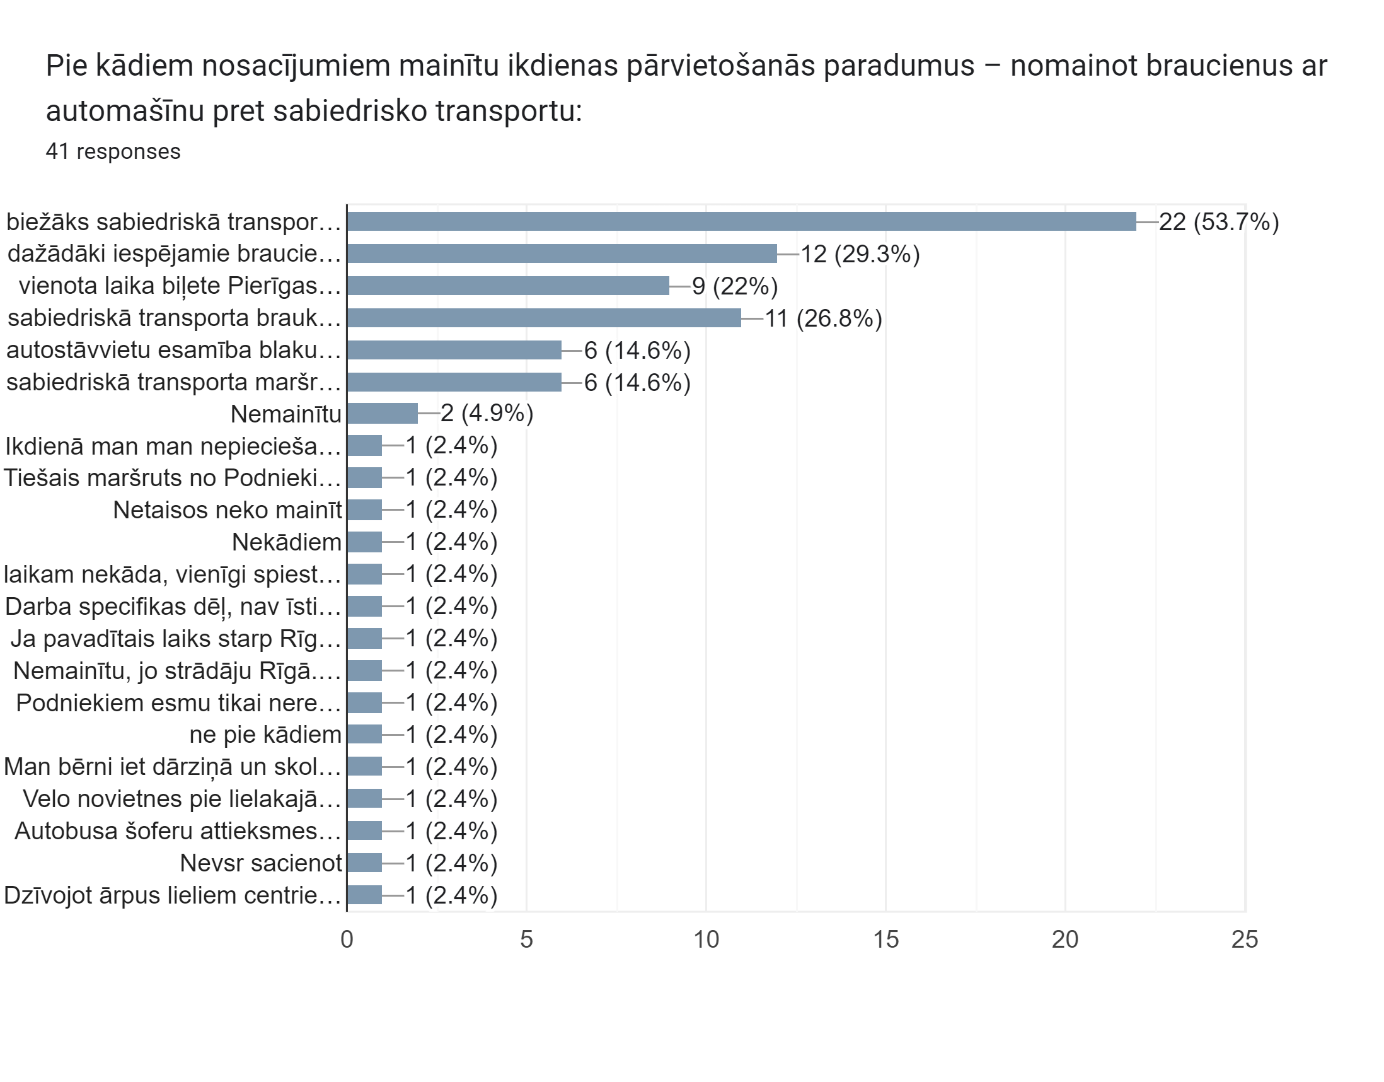 Pie kādiem nosacījumiem mainītu ikdienas pārvietošanās paradumus – nomainot braucienus ar
automašīnu pret sabiedrisko transportu:
41 responses
biežāks sabiedriskā transpor… 22 (53.7%)
dažādāki iespējamie braucie… 12 (29.3%)
vienota laika biļete Pierīgas… 9 (22%)
sabiedriskā transporta brauk… 11 (26.8%)
autostāvvietu esamība blaku… 6 (14.6%)
sabiedriskā transporta maršr… 6 (14.6%)
Nemainītu 2 (4.9%)
Ikdienā man man nepiecieša… 1 (2.4%)
Tiešais maršruts no Podnieki… 1 (2.4%)
Netaisos neko mainīt 1 (2.4%)
Nekādiem 1 (2.4%)
laikam nekāda, vienīgi spiest… 1 (2.4%)
Darba specifikas dēļ, nav īsti… 1 (2.4%)
Ja pavadītais laiks starp Rīg… 1 (2.4%)
Nemainītu, jo strādāju Rīgā.… 1 (2.4%)
Podniekiem esmu tikai nere… 1 (2.4%)
ne pie kādiem 1 (2.4%)
Man bērni iet dārziņā un skol… 1 (2.4%)
Velo novietnes pie lielakajā… 1 (2.4%)
Autobusa šoferu attieksmes… 1 (2.4%)
Nevsr sacienot 1 (2.4%)
Dzīvojot ārpus lieliem centrie… 1 (2.4%)
0 5 10 15 20 25